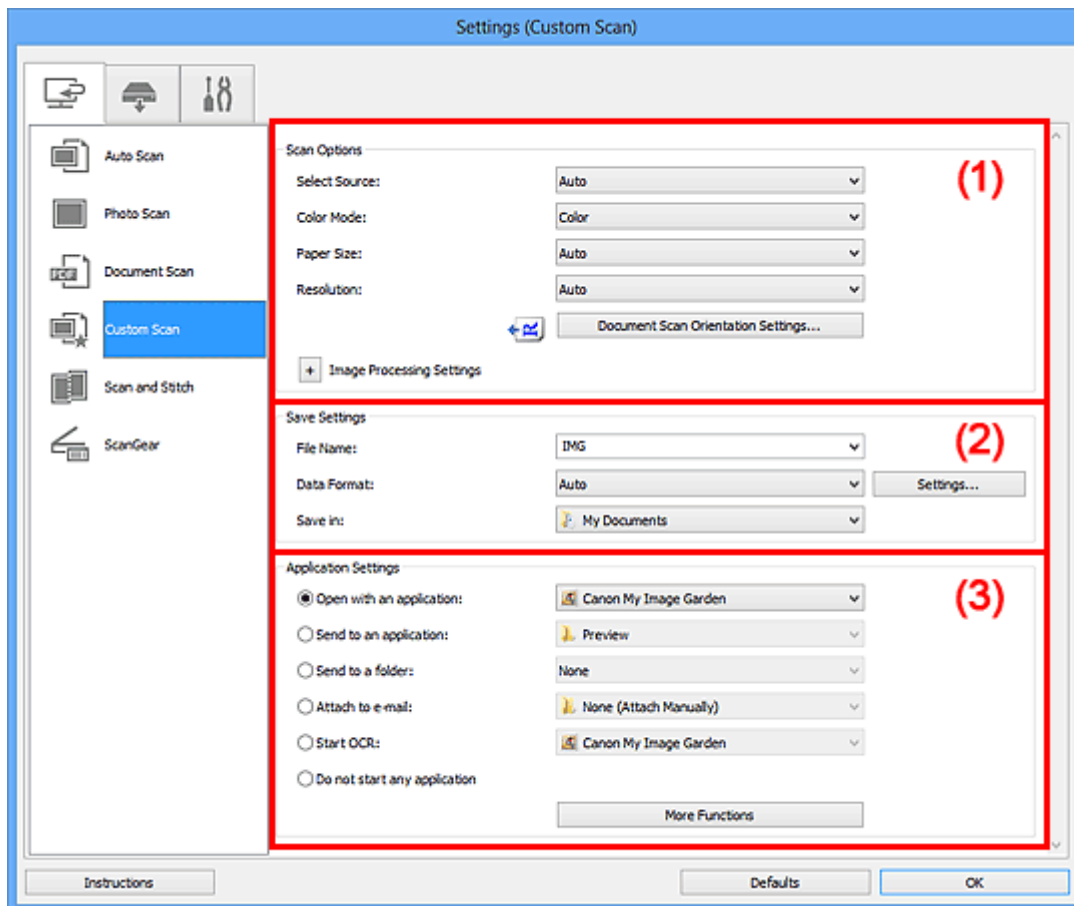 Settings (Custom Scan)
Auto Scan
Photo Scan
PDF
Document Scan
Custom Scan
Scan and Stitch
ScanGear
Scan Options
(1)
Select Source: Auto
Color Mode: Color
Paper Size: Auto
Resolution: Auto
R Document Scan Orientation Settings...
+ Image Processing Settings
Save Settings
(2)
File Name: IMG
Data Format: Auto Settings...
Save in: My Documents
Application Settings
(3)
Open with an application: Canon My Image Garden
Send to an application: Preview
Send to a folder: None
Attach to e-mail: None (Attach Manually)
Start OCR: Canon My Image Garden
Do not start any application
More Functions
Instructions Defaults OK